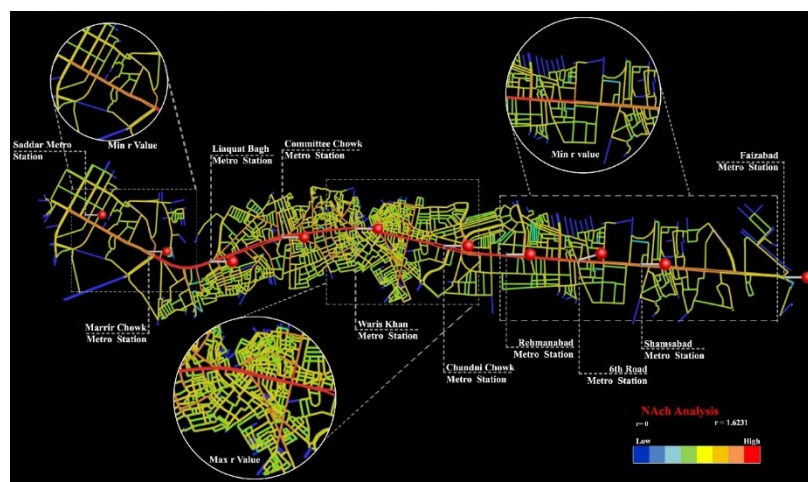 Min r Value
Min r value
Saddar Metro
Station
Liaquat Bagh
Metro Station
Committee Chowk
Metro Station
Faizabad
Metro Station
Marrir Chowk
Metro Station
Waris Khan
Metro Station
Chandni Chowk
Metro Station
Rehmanabad
Metro Station
6th Road
Metro Station
Shamsabad
Metro Station
Max r Value
NAch Analysis
r= 0
r = 1.6231
Low
High